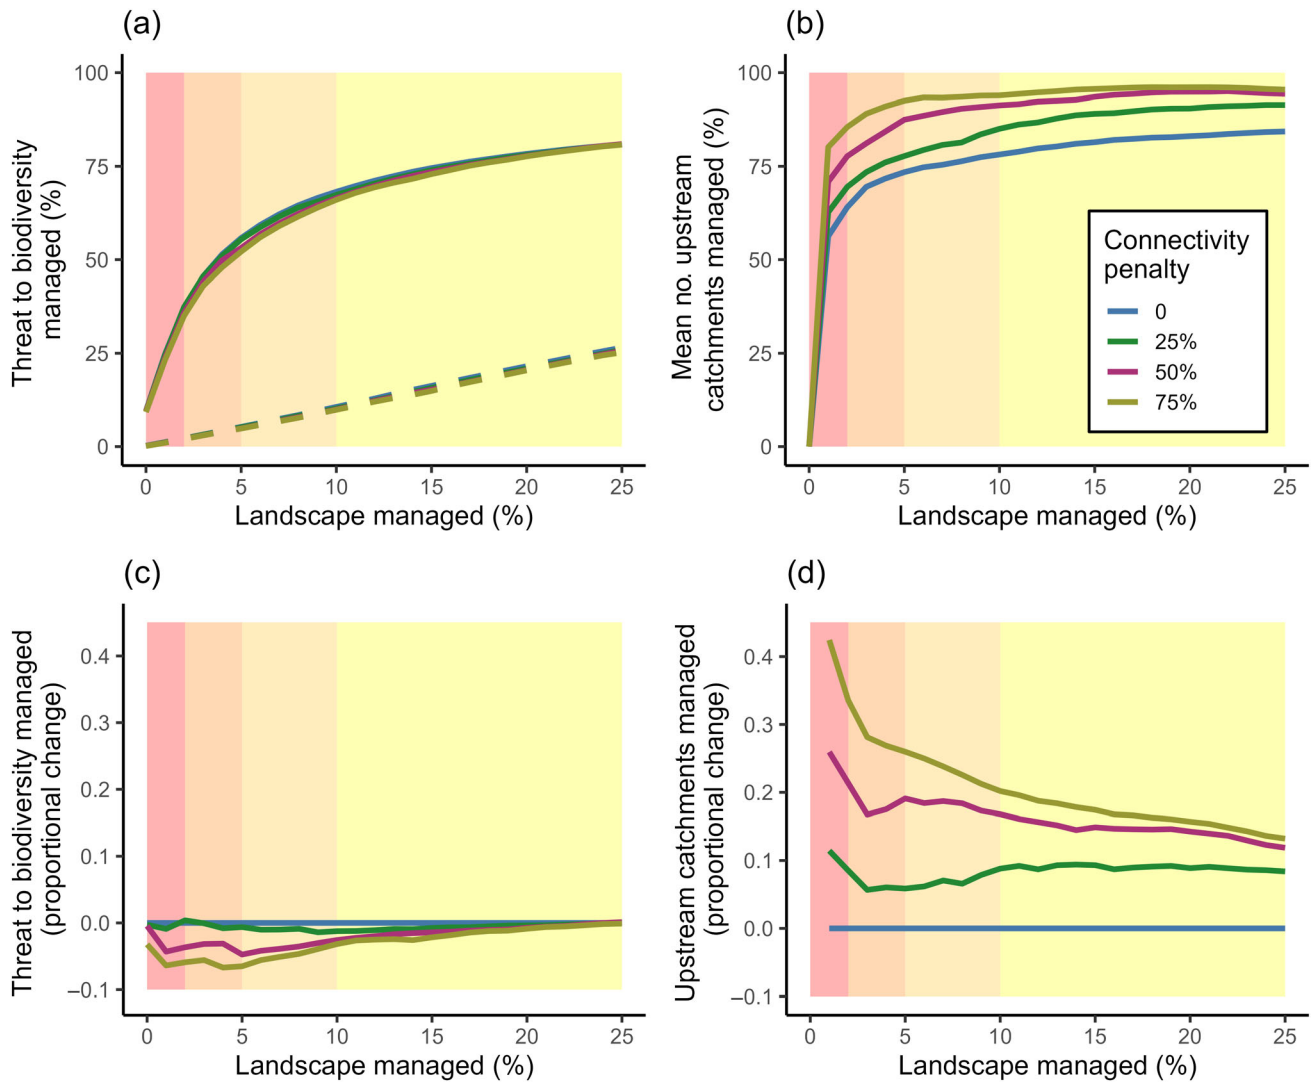 (a)
Threat to biodiversity
managed (%)
100
75
50
25
0
0 5 10 15 20 25
Landscape managed (%)
(b)
Mean no. upstream
catchments managed (%)
100
75
50
25
0
Connectivity
penalty
0
25%
50%
75%
0 5 10 15 20 25
Landscape managed (%)
(c)
Threat to biodiversity managed
(proportional change)
0.4
0.3
0.2
0.1
0.0
−0.1
0 5 10 15 20 25
Landscape managed (%)
(d)
Upstream catchments managed
(proportional change)
0.4
0.3
0.2
0.1
0.0
−0.1
0 5 10 15 20 25
Landscape managed (%)